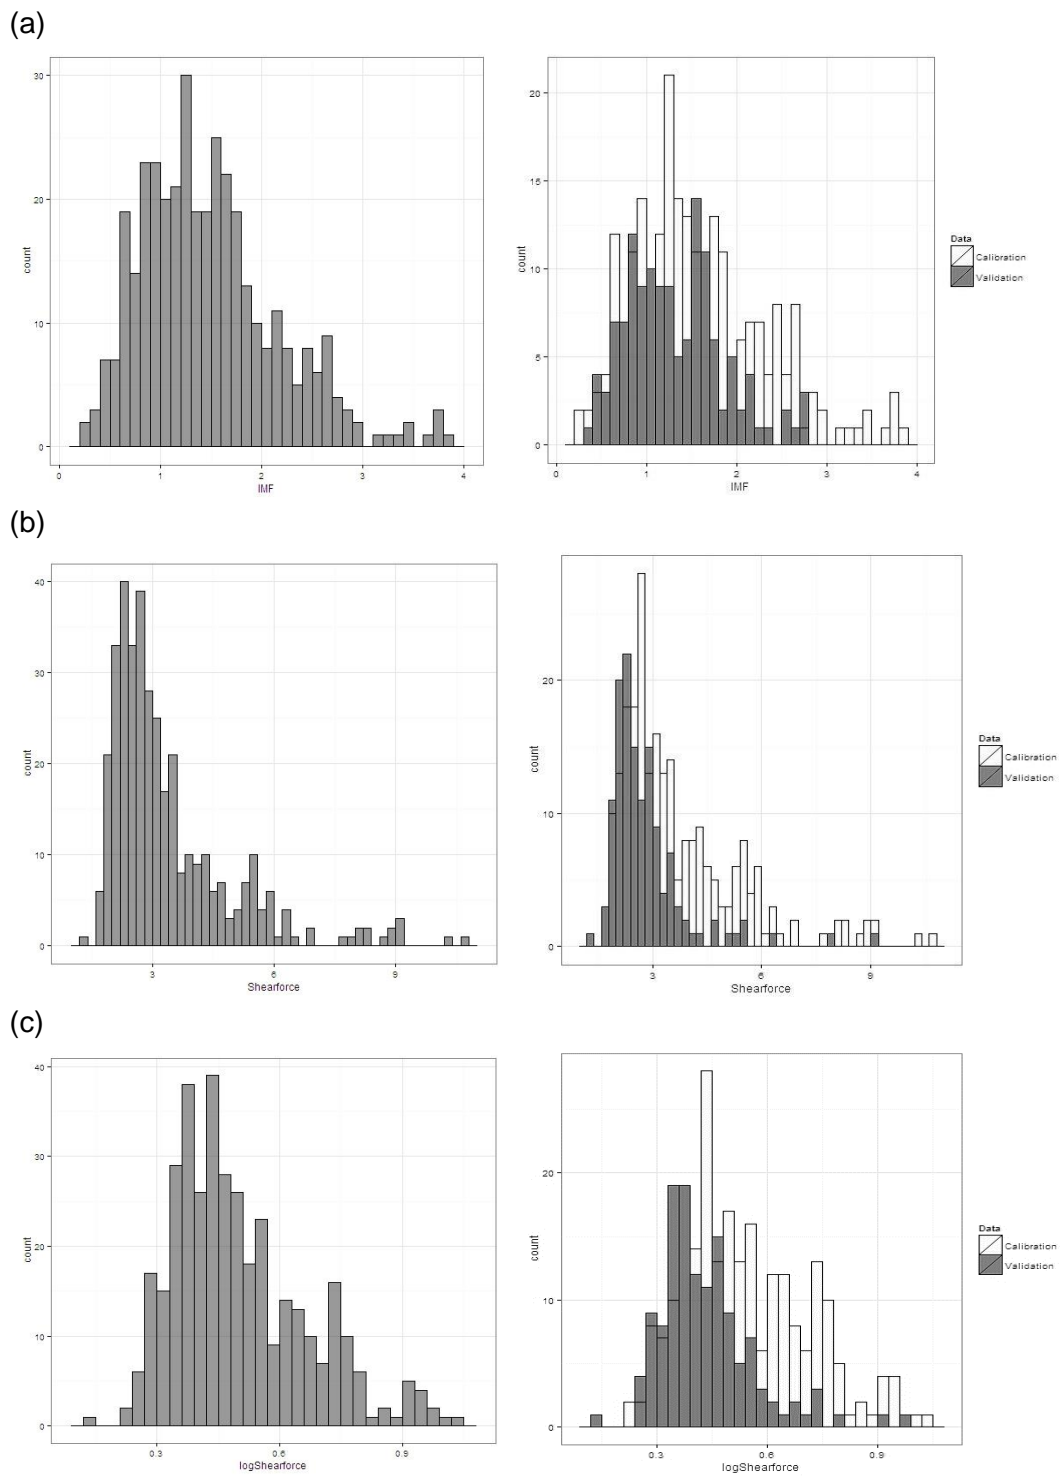 (a)
30
20
10
0
count
0 1 2 3 4
IMF
20
15
10
5
0
count
0 1 2 3 4
IMF
Data
Calibration
Validation
(b)
40
30
20
10
0
count
3 6 9
Shearforce
20
10
0
count
3 6 9
Shearforce
Data
Calibration
Validation
(c)
40
30
20
10
0
count
0.3 0.6 0.9
logShearforce
20
10
0
count
0.3 0.6 0.9
logShearforce
Data
Calibration
Validation